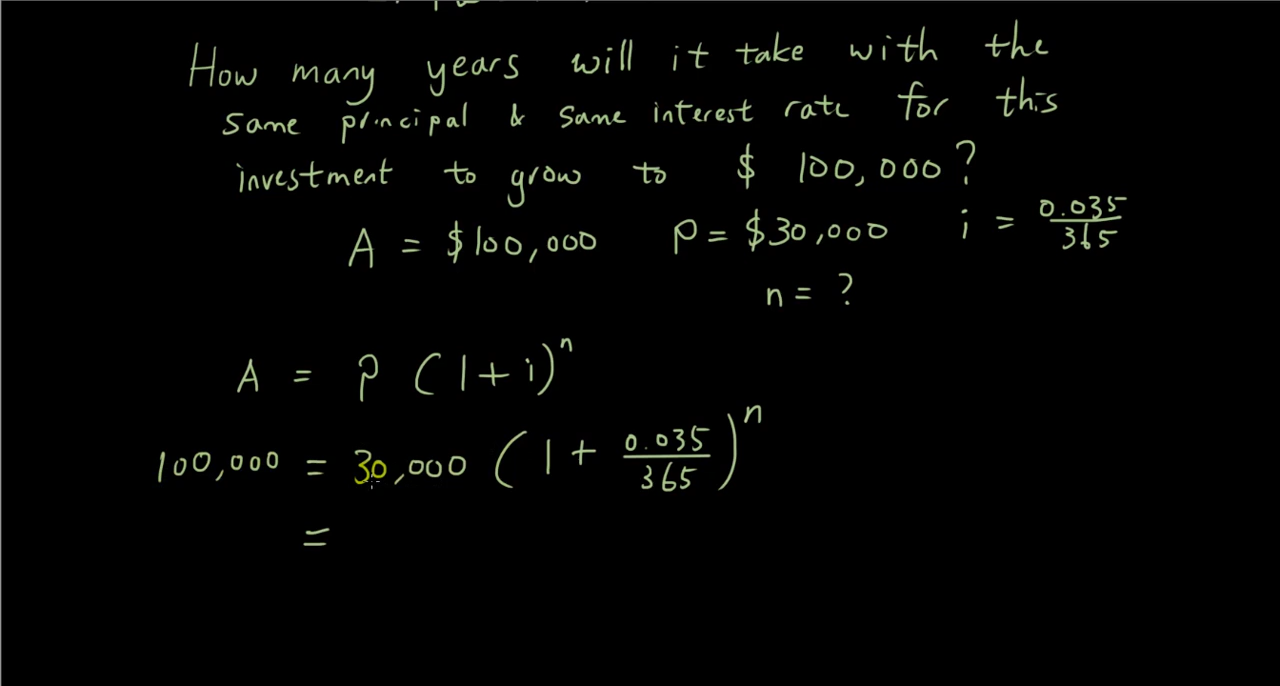 How many years will it take with the
same principal & same interest rate for this
investment to grow to $ 100,000?
A = $100,000 P = $30,000 i = 0.035/365
n = ?
A = P (1 + i)^n
100,000 = 30,000 (1 + 0.035/365)^n
=